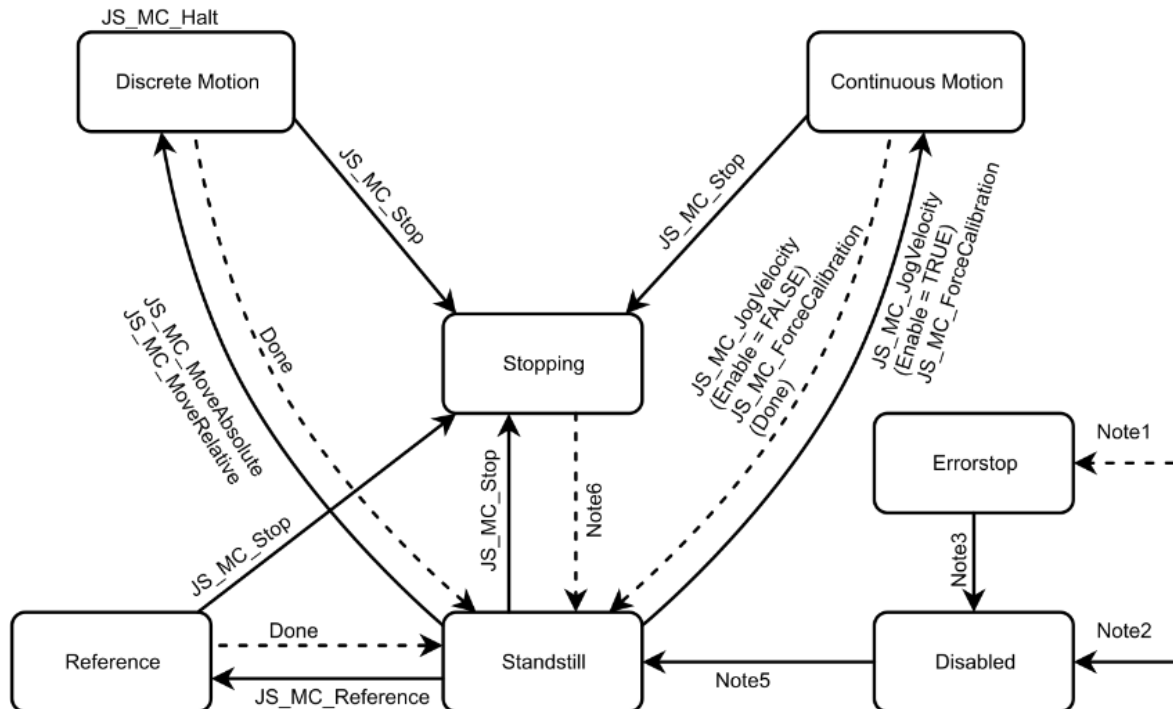 JS_MC_Halt
Discrete Motion
Continuous Motion
JS_MC_Stop
JS_MC_Stop
JS_MC_JogVelocity
(Enable = FALSE)
JS_MC_ForceCalibration
(Done)
JS_MC_JogVelocity
(Enable = TRUE)
JS_MC_ForceCalibration
Done
JS_MC_MoveAbsolute
JS_MC_MoveRelative
Stopping
Errorstop
Note1
JS_MC_Stop
JS_MC_Stop
Note6
Note3
Reference
Done
JS_MC_Reference
Standstill
Note5
Disabled
Note2